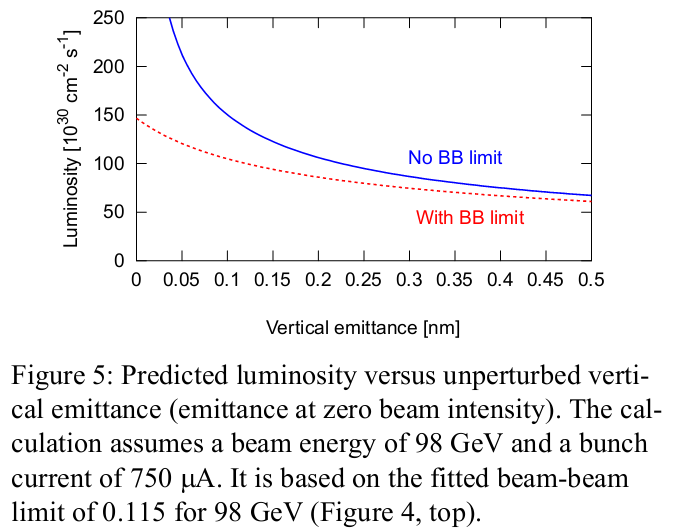 250
200
150
100
50
0
Luminosity [10^30 cm^-2 s^-1]
No BB limit
With BB limit
0 0.05 0.1 0.15 0.2 0.25 0.3 0.35 0.4 0.45 0.5
Vertical emittance [nm]
Figure 5: Predicted luminosity versus unperturbed verti-
cal emittance (emittance at zero beam intensity). The cal-
culation assumes a beam energy of 98 GeV and a bunch
current of 750 μA. It is based on the fitted beam-beam
limit of 0.115 for 98 GeV (Figure 4, top).